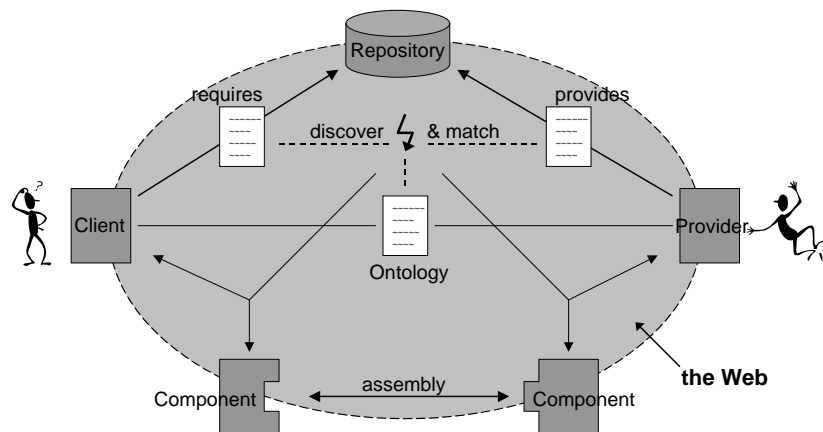 Repository
requires
provides
discover & match
?
Client
Provider
Ontology
the Web
assembly
Component
Component